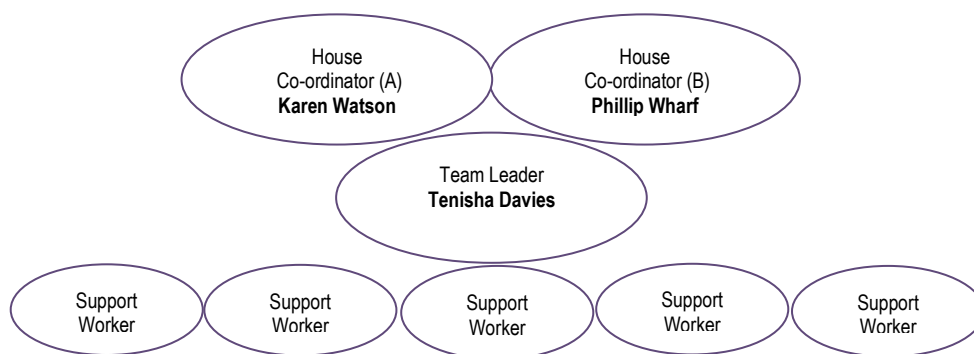 House
Co-ordinator (A)
Karen Watson
House
Co-ordinator (B)
Phillip Wharf
Team Leader
Tenisha Davies
Support
Worker
Support
Worker
Support
Worker
Support
Worker
Support
Worker